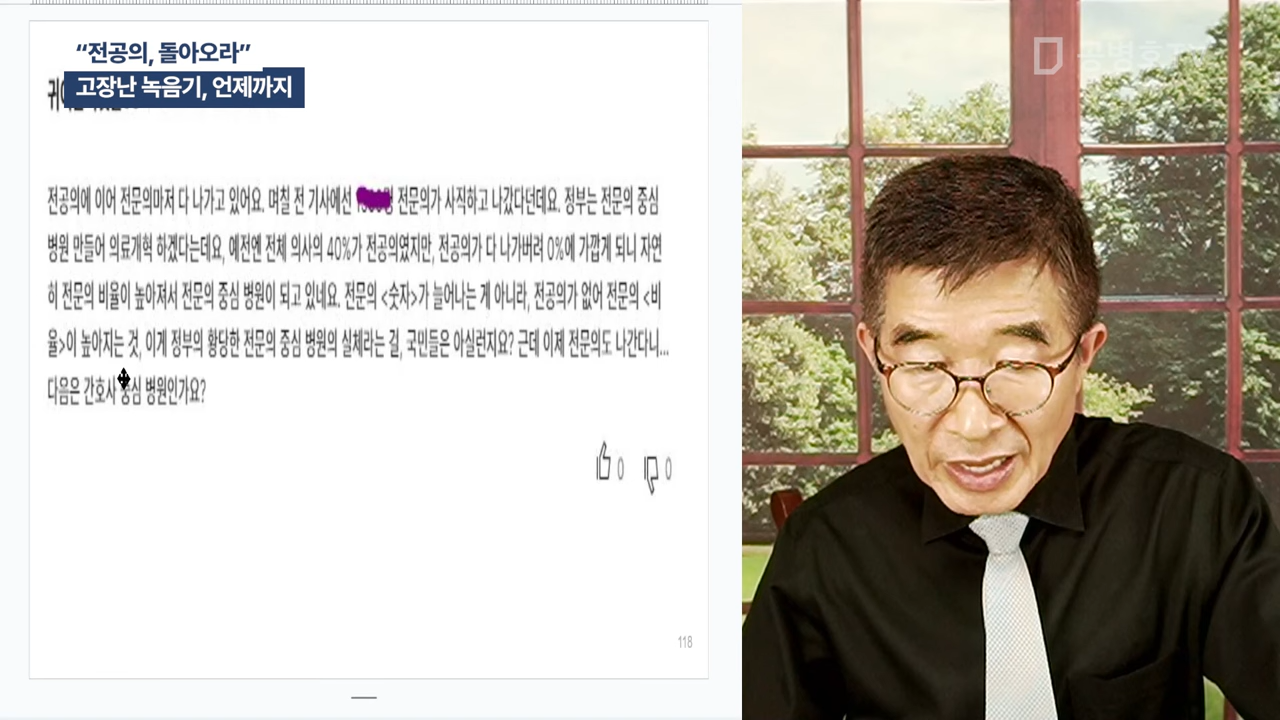 “전공의, 돌아오라”
고장난 녹음기, 언제까지
전공의에 이어 전문의마저 다 나가고 있어요. 며칠 전 기사에선 전문의가 사직하고 나갔다던데요. 정부는 전문의 중심
병원 만들어 의료개혁 하겠다는데요, 예전엔 전체 의사의 40%가 전공의였지만, 전공의가 다 나가버려 0%에 가깝게 되니 자연
히 전문의 비율이 높아져서 전문의 중심 병원이 되고 있네요. 전문의 <숫자>가 늘어나는 게 아니라, 전공의가 없어 전문의 <비
율>이 높아지는 것, 이게 정부의 황당한 전문의 중심 병원의 실체라는 걸, 국민들은 아실런지요? 근데 이제 전문의도 나간다니...
다음은 간호사 중심 병원인가요?
0 0
118
공병호TV